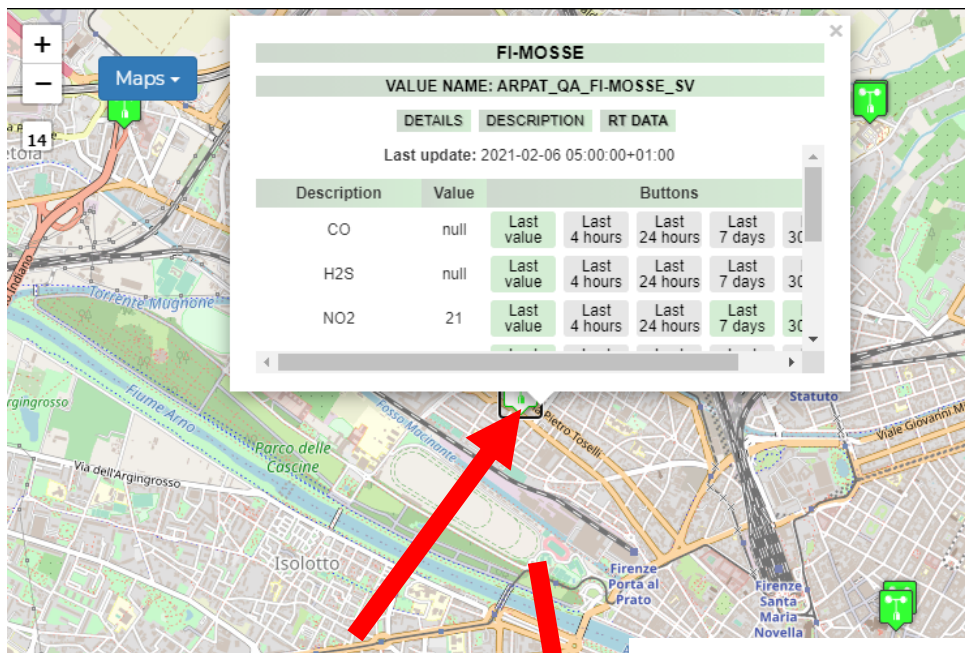 +
−
Maps
14
×
FI-MOSSE
VALUE NAME: ARPAT_QA_FI-MOSSE_SV
DETAILS DESCRIPTION RT DATA
Last update: 2021-02-06 05:00:00+01:00
Description Value Buttons
CO null Last value Last 4 hours Last 24 hours Last 7 days
H2S null Last value Last 4 hours Last 24 hours Last 7 days
NO2 21 Last value Last 4 hours Last 24 hours Last 7 days
Torrente Mugnone
Fiume Arno
Fosso Macinante
Pietro Toselli
Statuto
Viale Giovanni
Parco delle
Cascine
Via dell'Argingrosso
Isolotto
Firenze
Porta al
Prato
Firenze
Santa
Maria
Novella